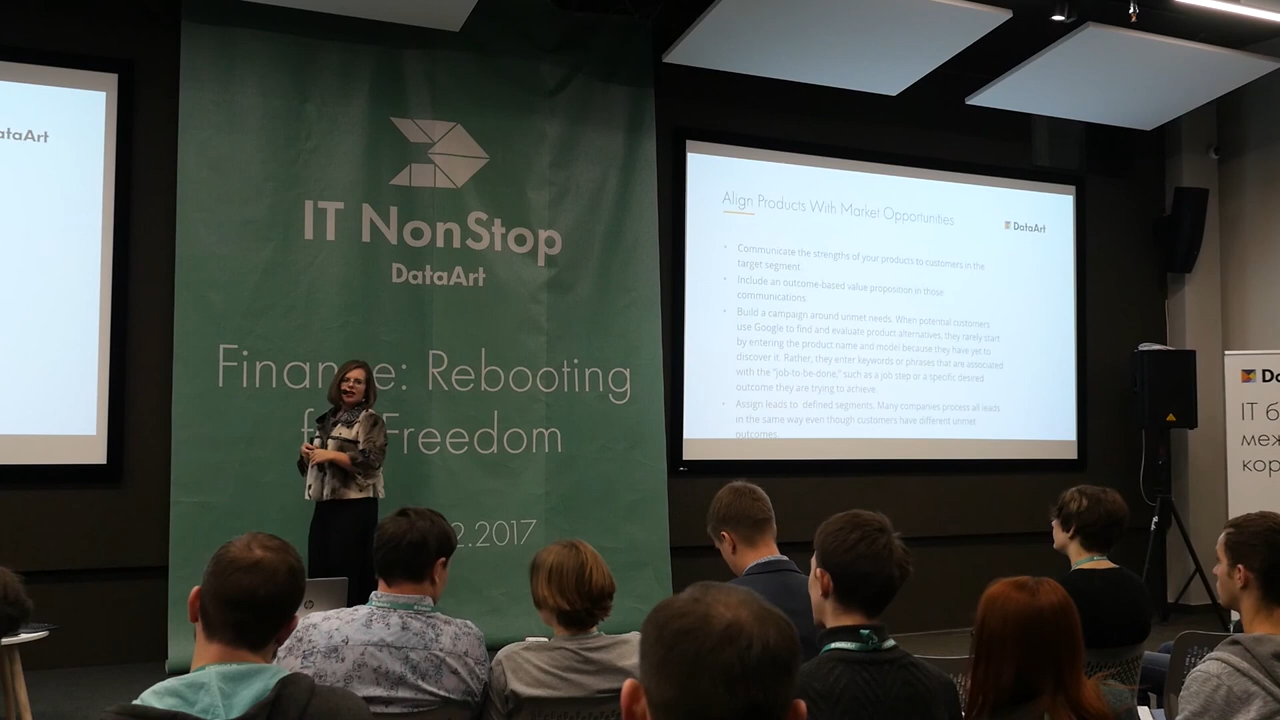 ataArt
IT NonStop
DataArt
Finance: Rebooting
for Freedom
2.2017
Align Products With Market Opportunities
DataArt
Communicate the strengths of your products to customers in the
target segment.
Include an outcome-based value proposition in those
communications.
Build a campaign around unmet needs. When potential customers
use Google to find and evaluate product alternatives, they rarely start
by entering the product name and model because they have yet to
discover it. Rather, they enter keywords or phrases that are associated
with the "job-to-be-done," such as a job step or a specific desired
outcome they are trying to achieve.
Assign leads to defined segments. Many companies process all leads
in the same way even though customers have different unmet
outcomes.
Da
IT б
меж
кор
hp